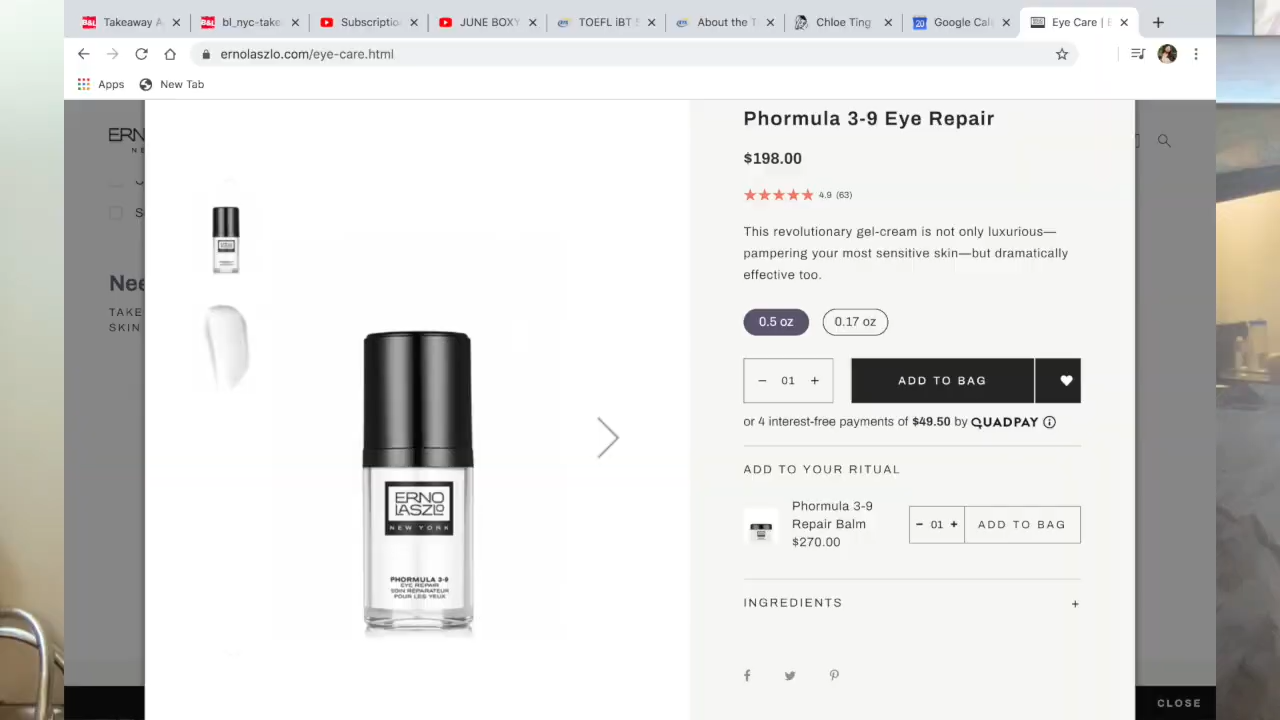 Takeaway A
bl_nyc-take
Subscriptio
JUNE BOXY
TOEFL iBT
About the T
Chloe Ting
Google Cal
Eye Care |
ernolaszlo.com/eye-care.html
Apps
New Tab
ERN
NE
Nee
TAKE
SKIN
ERNO
LASZLO
NEW YORK
PHORMULA 3-9
EYE REPAIR
SOIN REPARATEUR
POUR LES YEUX
Phormula 3-9 Eye Repair
$198.00
4.9 (63)
This revolutionary gel-cream is not only luxurious—
pampering your most sensitive skin—but dramatically
effective too.
0.5 oz 0.17 oz
− 01 + ADD TO BAG
or 4 interest-free payments of $49.50 by QUADPAY
ADD TO YOUR RITUAL
Phormula 3-9
Repair Balm
$270.00
− 01 + ADD TO BAG
INGREDIENTS +
CLOSE